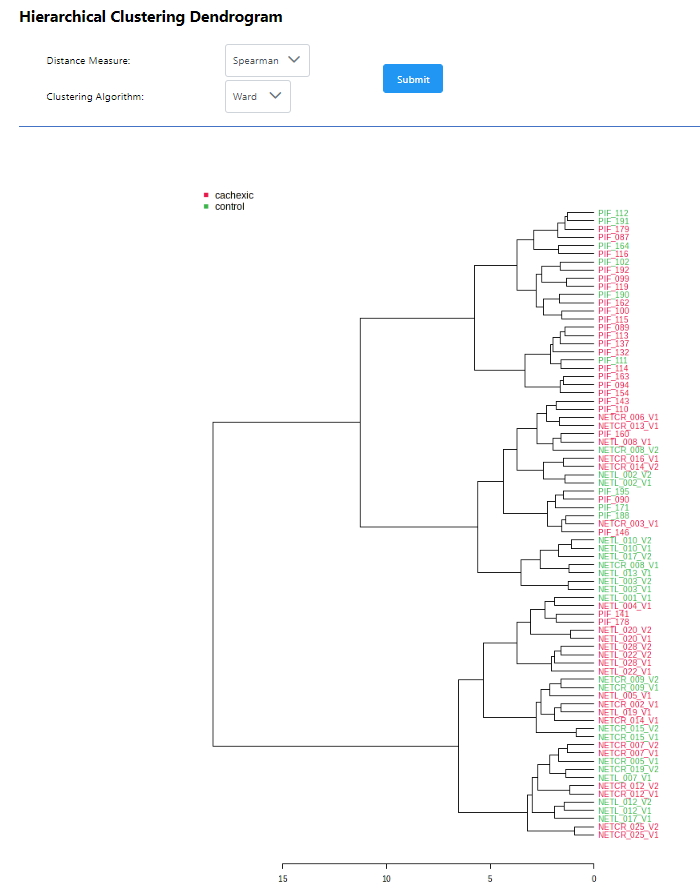 Hierarchical Clustering Dendrogram
Distance Measure: Spearman
Submit
Clustering Algorithm: Ward
cachexic
control
PIF_112
PIF_191
PIF_179
PIF_087
PIF_164
PIF_116
PIF_102
PIF_192
PIF_099
PIF_119
PIF_190
PIF_162
PIF_100
PIF_115
PIF_089
PIF_113
PIF_137
PIF_132
PIF_111
PIF_114
PIF_163
PIF_094
PIF_154
PIF_143
PIF_110
NETCR_006_V1
NETCR_013_V1
PIF_160
NETL_008_V1
NETCR_008_V2
NETCR_016_V1
NETCR_014_V2
NETL_002_V2
NETL_002_V1
PIF_195
PIF_090
PIF_171
PIF_188
NETCR_003_V1
PIF_146
NETL_010_V2
NETL_010_V1
NETL_017_V2
NETCR_008_V1
NETL_013_V1
NETL_003_V2
NETL_003_V1
NETL_001_V1
NETL_004_V1
PIF_141
PIF_178
NETL_020_V2
NETL_020_V1
NETL_028_V2
NETL_022_V2
NETL_028_V1
NETL_022_V1
NETCR_009_V2
NETCR_009_V1
NETL_005_V1
NETCR_002_V1
NETL_019_V1
NETCR_014_V1
NETCR_015_V2
NETCR_015_V1
NETCR_007_V2
NETCR_007_V1
NETCR_005_V1
NETCR_019_V2
NETL_007_V1
NETCR_012_V2
NETCR_012_V1
NETL_012_V2
NETL_012_V1
NETL_017_V1
NETCR_025_V2
NETCR_025_V1
15 10 5 0